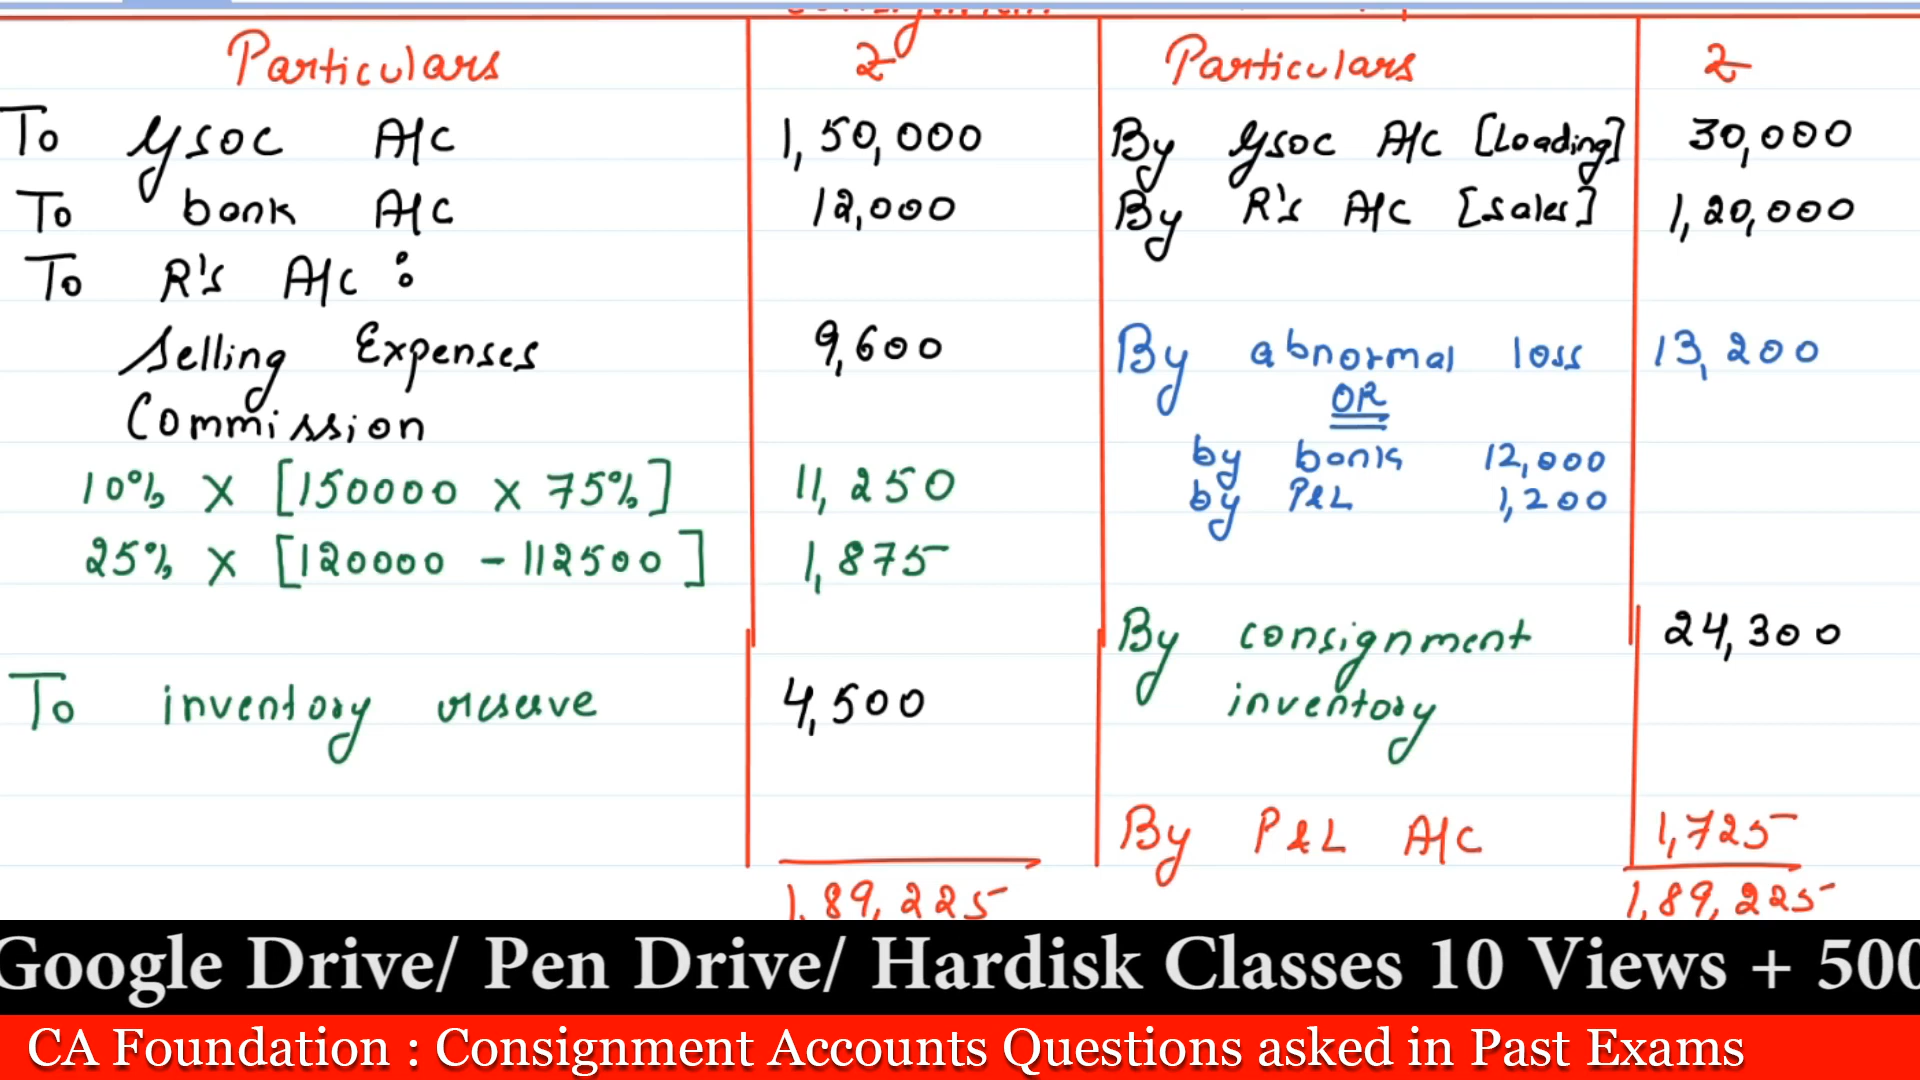 Particulars ₹ Particulars ₹
To GSOC A/C 1,50,000 By GSOC A/C [Loading] 30,000
To bank A/C 12,000 By R's A/C [Sales] 1,20,000
To R's A/C :
Selling Expenses 9,600 By abnormal loss 13,200
OR
Commission
by bank 12,000
10% X [150000 X 75%] 11,250
by P&L 1,200
25% X [120000 - 112500] 1,875
By consignment 24,300
To inventory reserve 4,500 inventory
By P&L A/C 1,725
1,89,225 1,89,225
Google Drive/ Pen Drive/ Hardisk Classes 10 Views + 500
CA Foundation : Consignment Accounts Questions asked in Past Exams